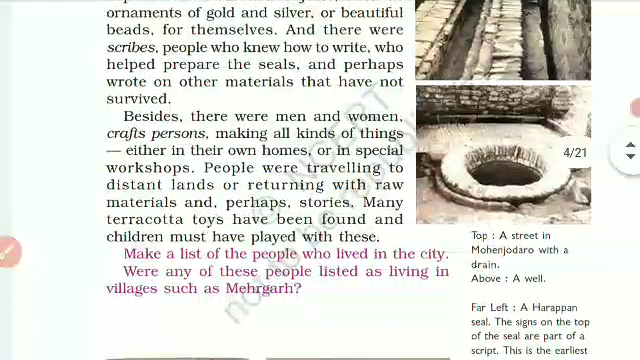 ornaments of gold and silver, or beautiful
beads, for themselves. And there were
scribes, people who knew how to write, who
helped prepare the seals, and perhaps
wrote on other materials that have not
survived.
Besides, there were men and women,
crafts persons, making all kinds of things
— either in their own homes, or in special
workshops. People were travelling to
distant lands or returning with raw
materials and, perhaps, stories. Many
terracotta toys have been found and
children must have played with these.
Make a list of the people who lived in the city.
Were any of these people listed as living in
villages such as Mehrgarh?
4/21
Top : A street in
Mohenjodaro with a
drain.
Above : A well.
Far Left : A Harappan
seal. The signs on the top
of the seal are part of a
script. This is the earliest
© NCERT
not to be republished